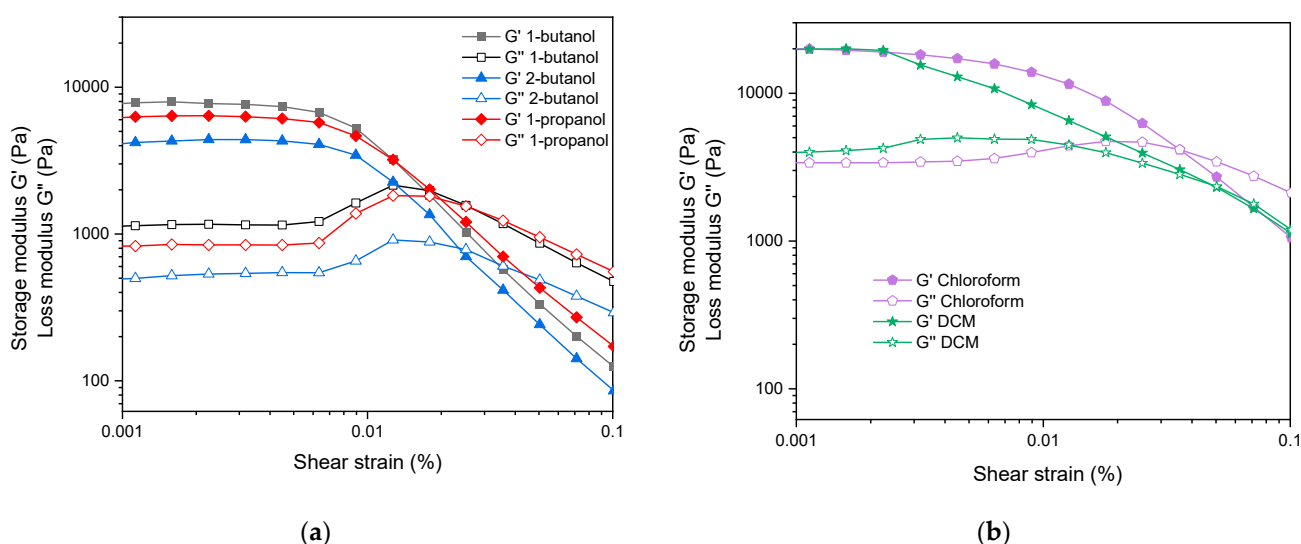 Storage modulus G' (Pa)
Loss modulus G" (Pa)
10000
1000
100
0.001
0.01
0.1
Shear strain (%)
G' 1-butanol
G" 1-butanol
G' 2-butanol
G" 2-butanol
G' 1-propanol
G" 1-propanol
(a)
Storage modulus G' (Pa)
Loss modulus G" (Pa)
10000
1000
100
0.001
0.01
0.1
Shear strain (%)
G' Chloroform
G" Chloroform
G' DCM
G" DCM
(b)